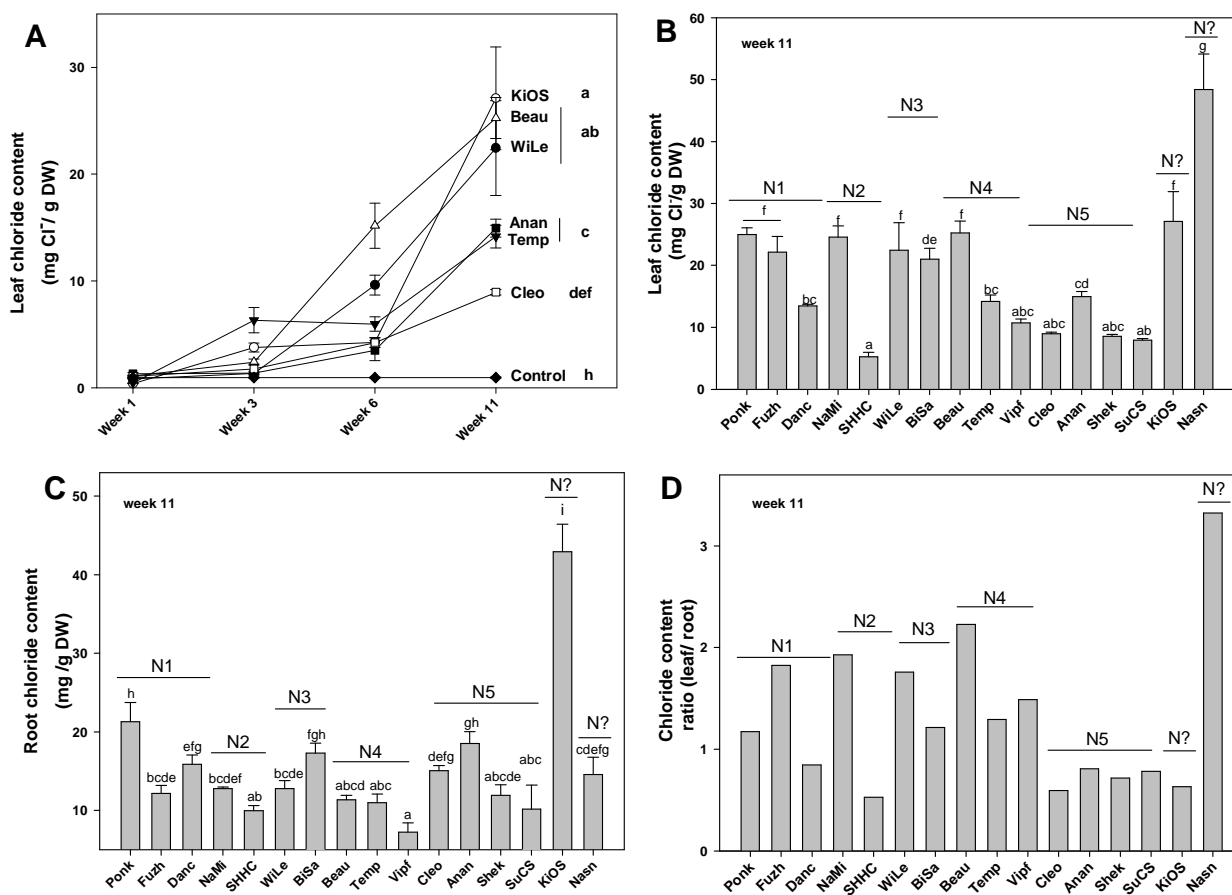 A
Leaf chloride content
(mg Cl⁻/ g DW)
30
20
10
0
KiOS a
Beau
ab
WiLe
Anan
c
Temp
Cleo def
Control h
Week 1
Week 3
Week 6
Week 11
B
week 11
Leaf chloride content
(mg Cl⁻/g DW)
60
50
40
30
20
10
0
N1
N2
N3
N4
N5
N?
N?
f
bc
f
a
f
de
f
bc
abc
abc
cd
abc
ab
f
g
Ponk
Fuzh
Danc
NaMi
SHHC
WiLe
BiSa
Beau
Temp
Vipf
Cleo
Anan
Shek
SuCS
KiOS
Nasn
C
week 11
Root chloride content
(mg /g DW)
50
40
30
20
10
N1
N2
N3
N4
N5
N?
N?
h
bcde
efg
bcdef
ab
bcde
fgh
abcd
abc
a
defg
gh
abcde
abc
i
cdefg
Ponk
Fuzh
Danc
NaMi
SHHC
WiLe
BiSa
Beau
Temp
Vipf
Cleo
Anan
Shek
SuCS
KiOS
Nasn
D
week 11
Chloride content
ratio (leaf/ root)
3
2
1
0
N1
N2
N3
N4
N5
N?
N?
Ponk
Fuzh
Danc
NaMi
SHHC
WiLe
BiSa
Beau
Temp
Vipf
Cleo
Anan
Shek
SuCS
KiOS
Nasn